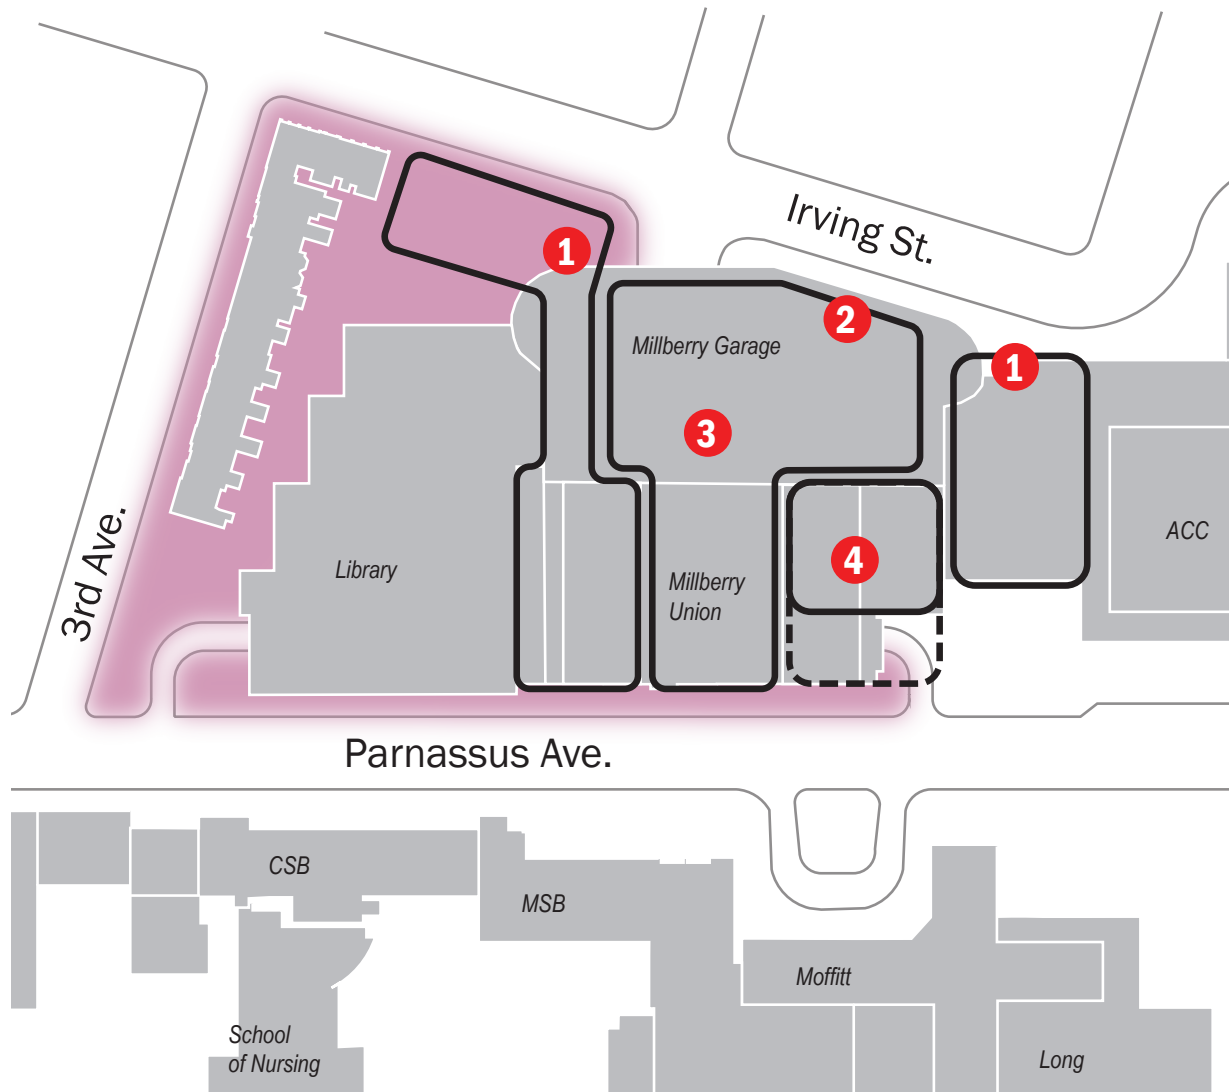 Irving St.
1
2
Millberry Garage
1
3
ACC
4
Library
Millberry
Union
3rd Ave.
Parnassus Ave.
CSB
MSB
Moffitt
School
of Nursing
Long